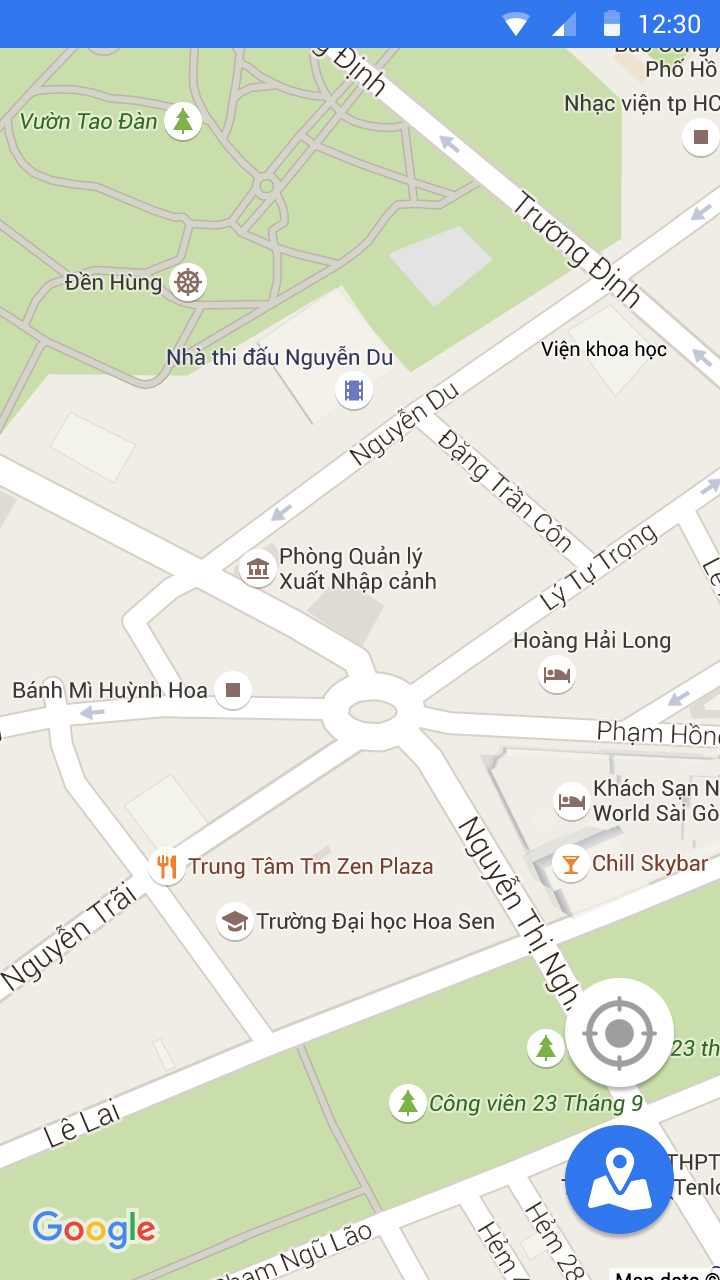 12:30
Phố Hồ
Nhạc viện tp HC
Vườn Tao Đàn
Định
Trương Định
Đền Hùng
Viện khoa học
Nhà thi đấu Nguyễn Du
Nguyễn Du
Đặng Trần Côn
Lý Tự Trọng
Phòng Quản lý
Xuất Nhập cảnh
Hoàng Hải Long
Bánh Mì Huỳnh Hoa
Phạm Hồng
Khách Sạn N
World Sài Gò
Chill Skybar
Trung Tâm Tm Zen Plaza
Nguyễn Thị Ngh
Nguyễn Trãi
Trường Đại học Hoa Sen
23 th
Công viên 23 Tháng 9
Lê Lai
THPT
(Tenlo
Google
Phạm Ngũ Lão
Hẻm
Hẻm 28
Map data ©